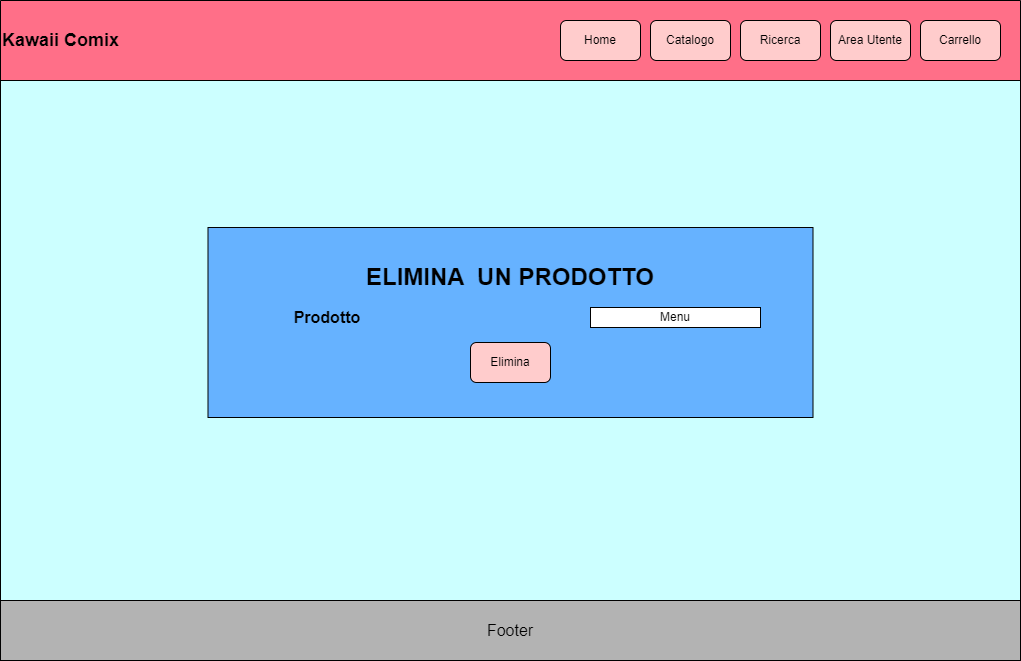 Kawaii Comix
Home
Catalogo
Ricerca
Area Utente
Carrello
ELIMINA  UN PRODOTTO
Prodotto
Menu
Elimina
Footer